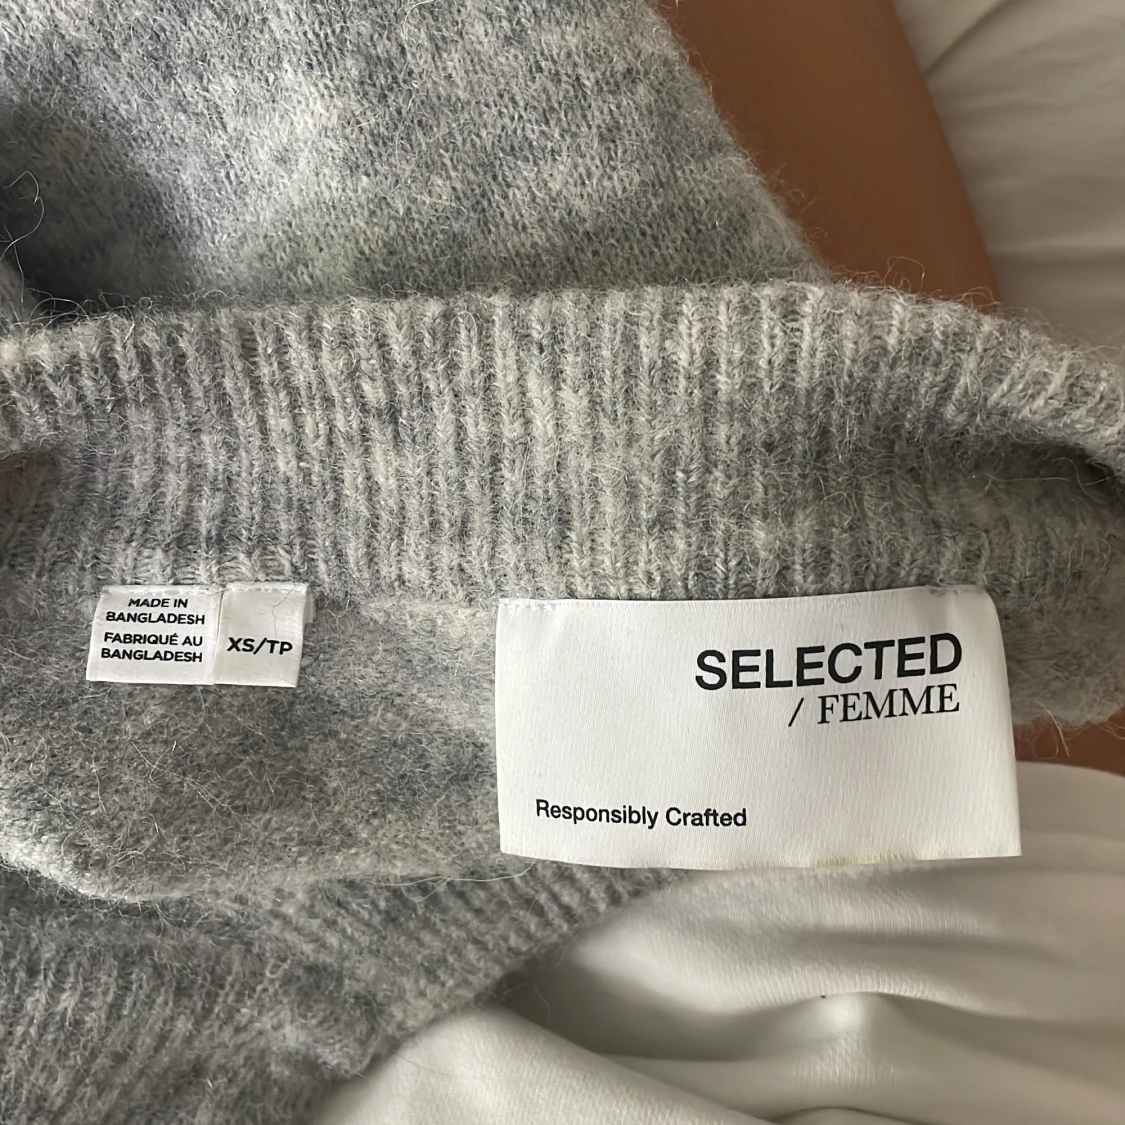 MADE IN
BANGLADESH
FABRIQUÉ AU
BANGLADESH
XS/TP
SELECTED
/ FEMME
Responsibly Crafted